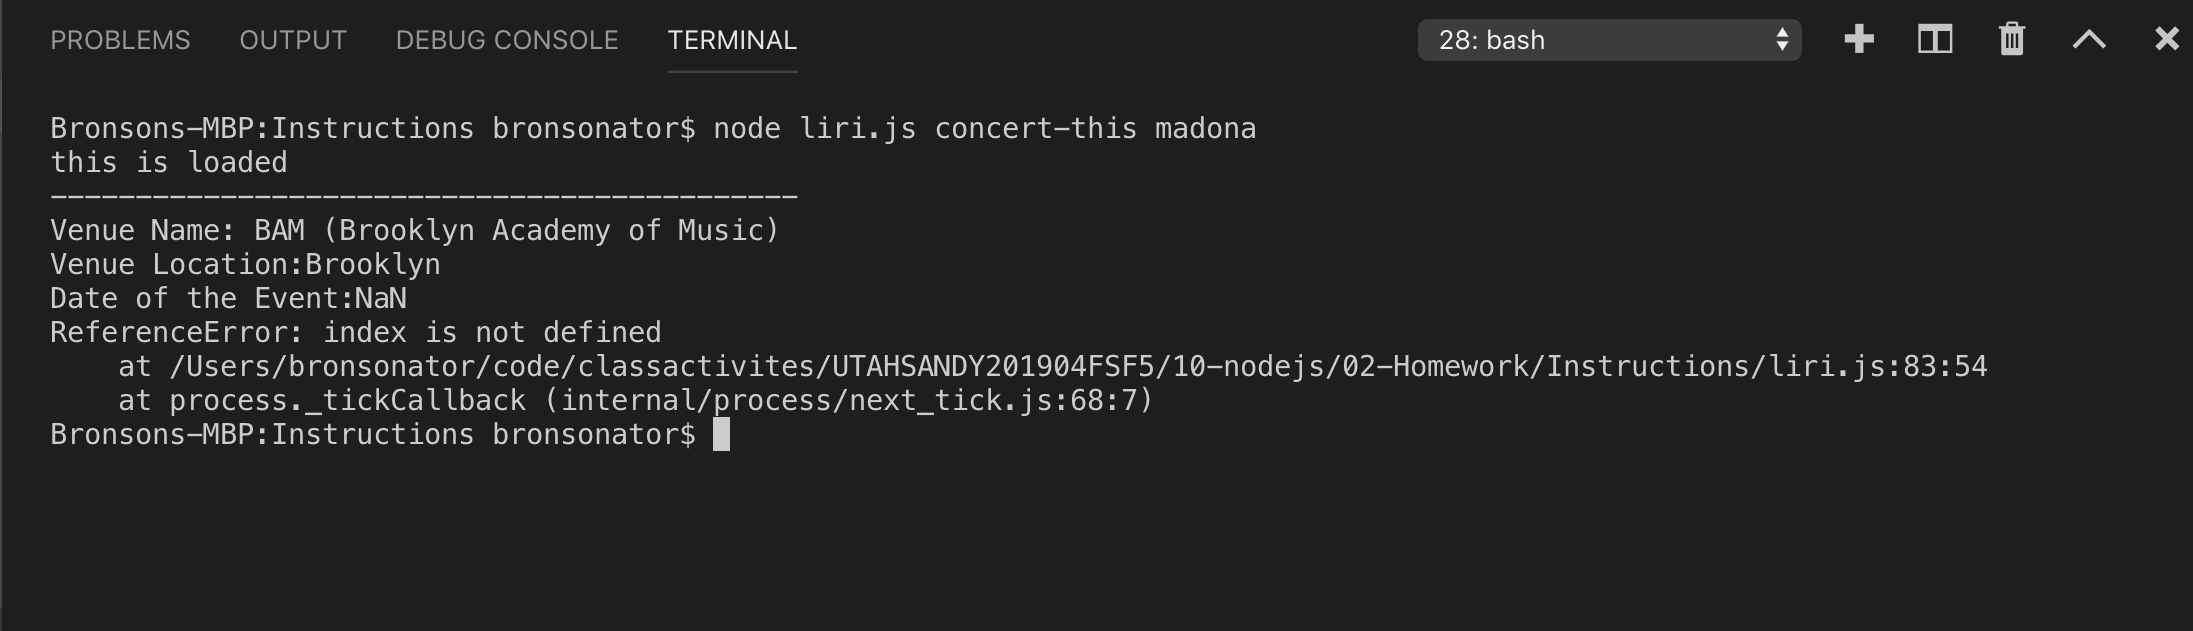 PROBLEMS OUTPUT DEBUG CONSOLE TERMINAL 28: bash
Bronsons-MBP:Instructions bronsonator$ node liri.js concert-this madona
this is loaded
--------------------------------------------
Venue Name: BAM (Brooklyn Academy of Music)
Venue Location:Brooklyn
Date of the Event:NaN
ReferenceError: index is not defined
    at /Users/bronsonator/code/classactivites/UTAHSANDY201904FSF5/10-nodejs/02-Homework/Instructions/liri.js:83:54
    at process._tickCallback (internal/process/next_tick.js:68:7)
Bronsons-MBP:Instructions bronsonator$